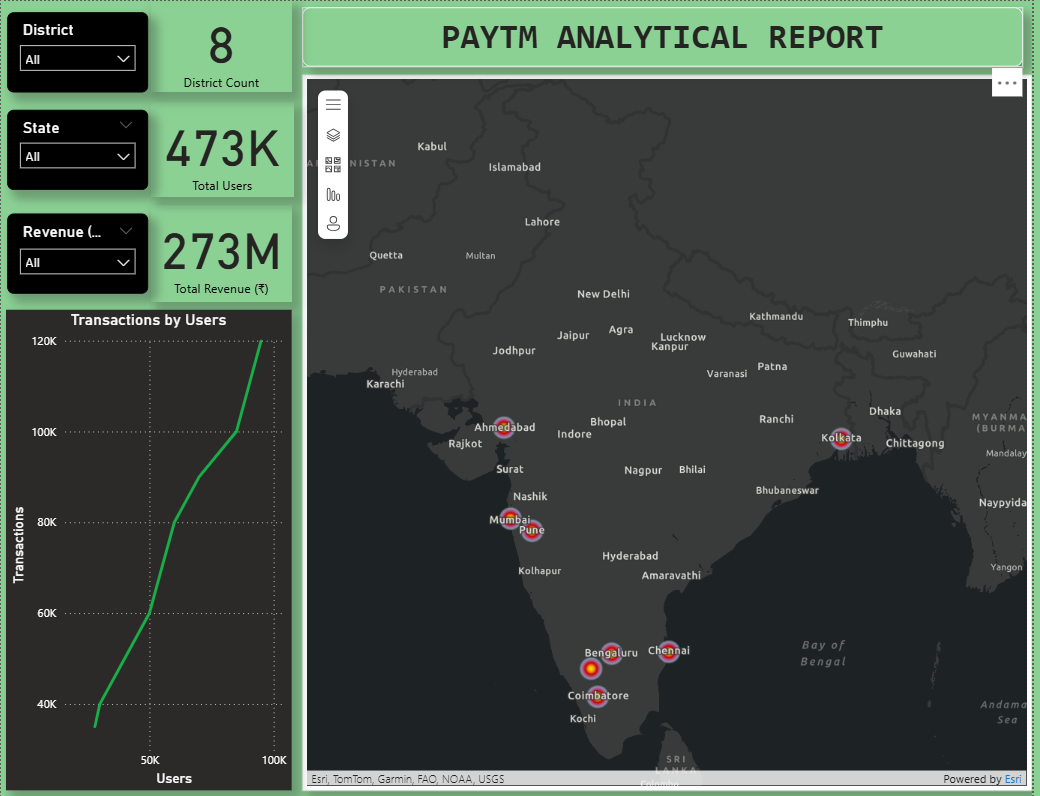 District
All
8
District Count
State
All
473K
Total Users
Revenue (...
All
273M
Total Revenue (₹)
Transactions by Users
120K
100K
80K
60K
40K
Transactions
50K
100K
Users
PAYTM ANALYTICAL REPORT
Kabul
NISTAN
Islamabad
Lahore
Quetta
Multan
PAKISTAN
New Delhi
Kathmandu
Thimphu
Jaipur
Agra
Lucknow
Kanpur
Jodhpur
Guwahati
Varanasi
Patna
Hyderabad
Karachi
INDIA
Dhaka
MYANMA
(BURMA
Ahmedabad
Bhopal
Ranchi
Indore
Kolkata
Rajkot
Chittagong
Mandalay
Surat
Nagpur
Bhilai
Bhubaneswar
Nashik
Naypyida
Mumbai
Pune
Hyderabad
Kolhapur
Amaravathi
Yangon
Bengaluru
Chennai
Bay of
Bengal
Coimbatore
Kochi
Andama
Sea
SRI
LANKA
Colombo
Esri, TomTom, Garmin, FAO, NOAA, USGS
Powered by Esri